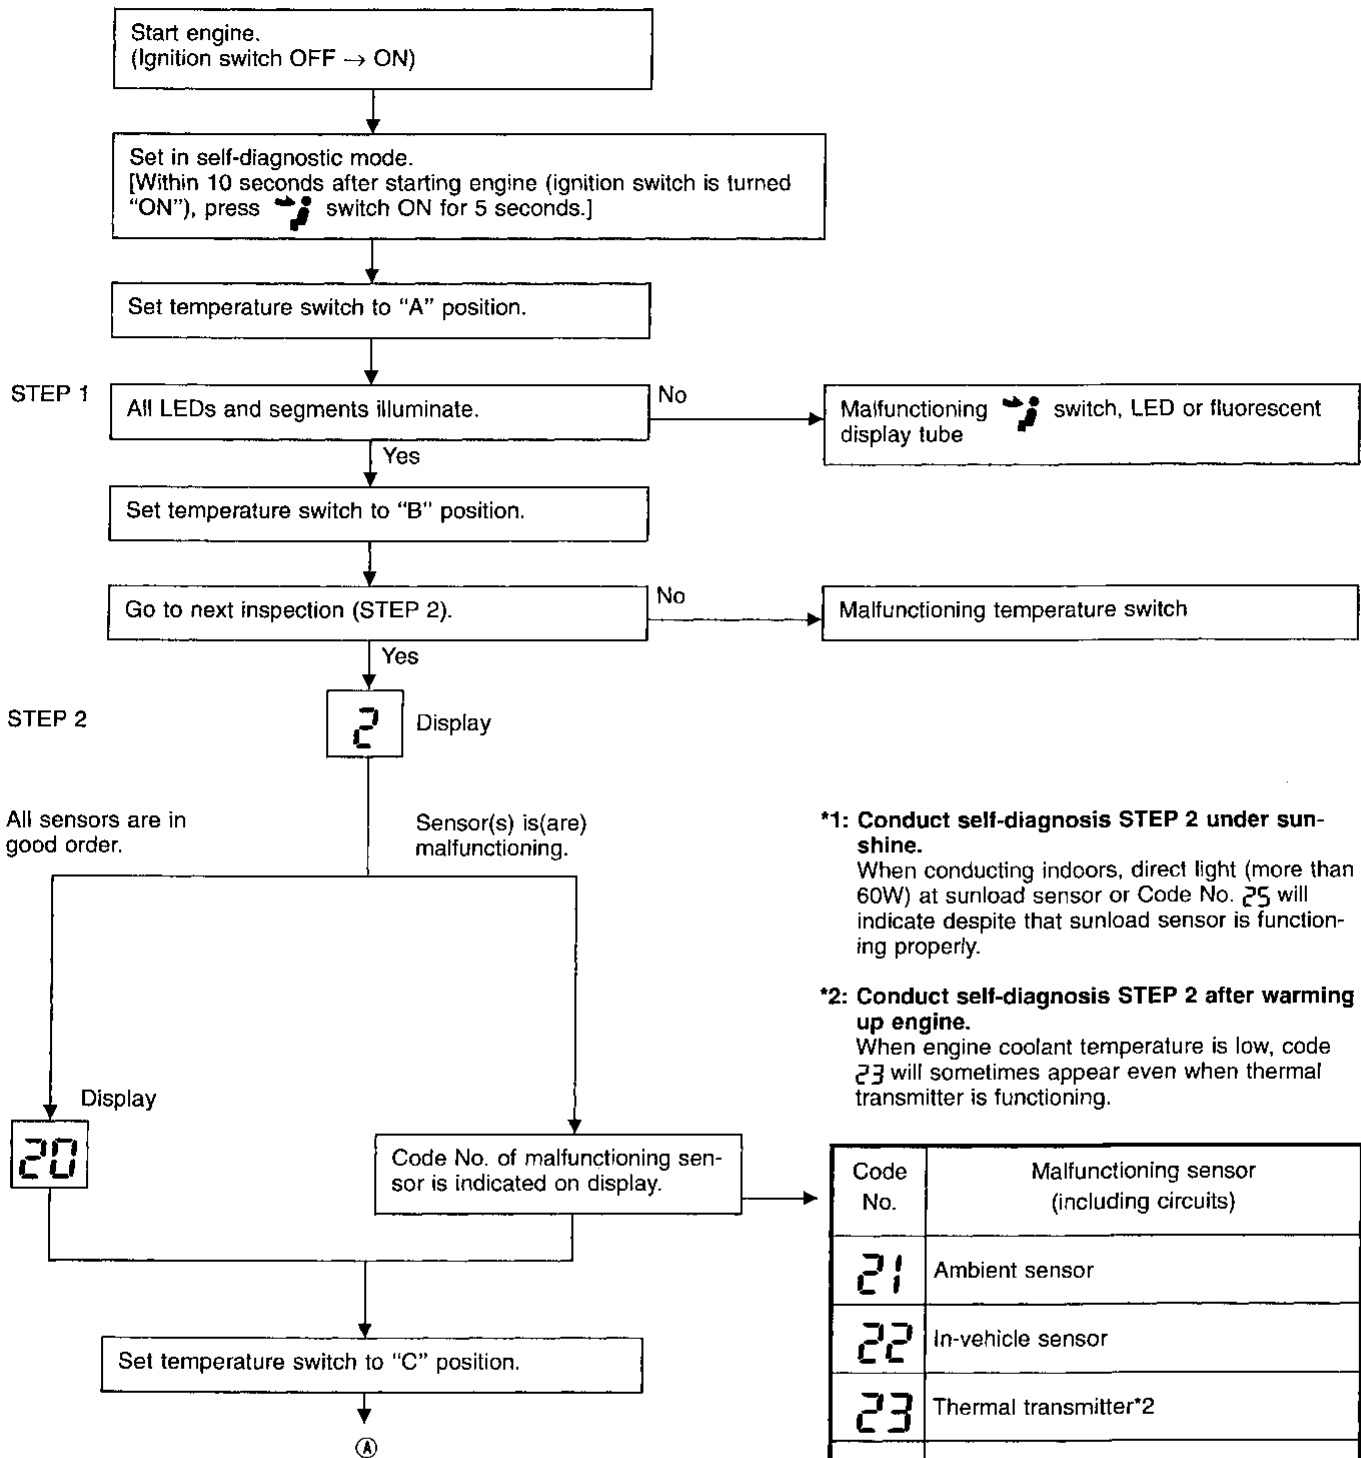 Start engine.
(Ignition switch OFF → ON)
Set in self-diagnostic mode.
[Within 10 seconds after starting engine (ignition switch is turned
"ON"), press switch ON for 5 seconds.]
Set temperature switch to "A" position.
STEP 1
All LEDs and segments illuminate.
No
Malfunctioning switch, LED or fluorescent
display tube
Yes
Set temperature switch to "B" position.
Go to next inspection (STEP 2).
No
Malfunctioning temperature switch
Yes
STEP 2
2
Display
All sensors are in
good order.
Sensor(s) is(are)
malfunctioning.
*1: Conduct self-diagnosis STEP 2 under sun-
shine.
When conducting indoors, direct light (more than
60W) at sunload sensor or Code No. 25 will
indicate despite that sunload sensor is function-
ing properly.
*2: Conduct self-diagnosis STEP 2 after warming
up engine.
When engine coolant temperature is low, code
23 will sometimes appear even when thermal
transmitter is functioning.
Display
20
Code No. of malfunctioning sen-
sor is indicated on display.
Code
No.
Malfunctioning sensor
(including circuits)
21 Ambient sensor
22 In-vehicle sensor
23 Thermal transmitter*2
Set temperature switch to "C" position.
Ⓐ